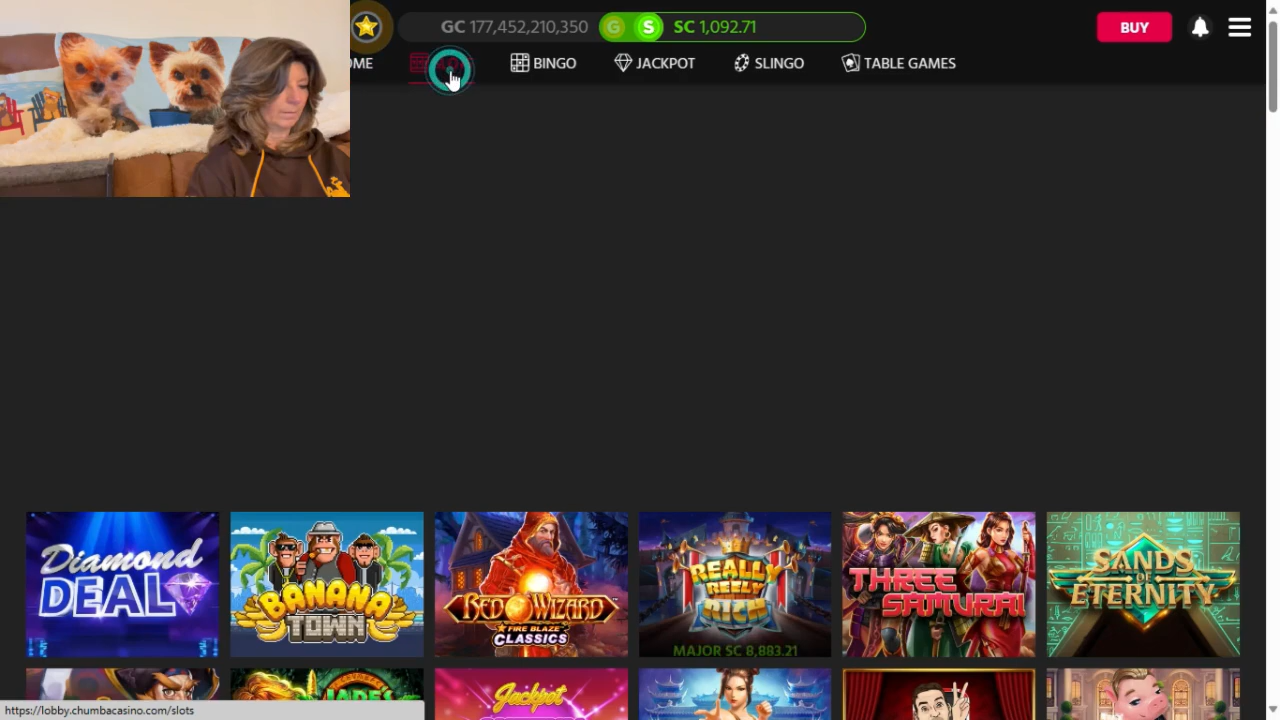 GC 177,452,210,350 G S SC 1,092.71
BUY
OME
BINGO
JACKPOT
SLINGO
TABLE GAMES
Diamond
DEAL
BANANA
TOWN
RED WIZARD
FIRE BLAZE
CLASSICS
REALLY
REELY
RICH
MAJOR SC 8,883.21
THREE
SAMURAI
SANDS
OF
ETERNITY
JADE'S
Jackpot
https://lobby.chumbacasino.com/slots